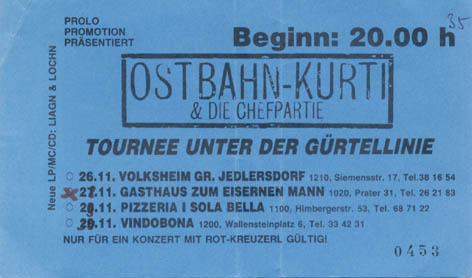 PROLO
PROMOTION
PRÄSENTIERT
Beginn: 20.00 h
35
Neue LP/MC/CD: LIAGN & LOCHN
OSTBAHN-KURTI
& DIE CHEFPARTIE
TOURNEE UNTER DER GÜRTELLINIE
26.11. VOLKSHEIM GR. JEDLERSDORF 1210, Siemensstr. 17, Tel. 38 16 54
27.11. GASTHAUS ZUM EISERNEN MANN 1020, Prater 31, Tel. 26 21 83
29.11. PIZZERIA I SOLA BELLA 1100, Himbergerstr. 53, Tel. 68 71 22
30.11. VINDOBONA 1200, Wallensteinplatz 6, Tel. 33 42 31
NUR FÜR EIN KONZERT MIT ROT-KREUZERL GÜLTIG!
0453